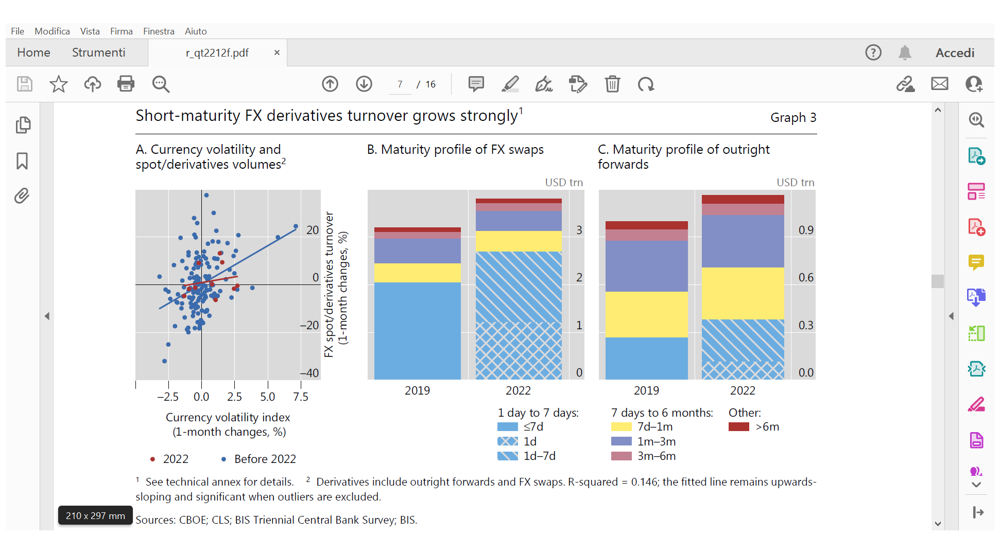 File Modifica Vista Firma Finestra Aiuto
Home Strumenti r_qt2212f.pdf × ? Accedi
7 / 16
Short-maturity FX derivatives turnover grows strongly¹ Graph 3
A. Currency volatility and
spot/derivatives volumes²
B. Maturity profile of FX swaps
C. Maturity profile of outright
forwards
USD trn
USD trn
20
0
–20
–40
FX spot/derivatives turnover
(1-month changes, %)
–2.5 0.0 2.5 5.0 7.5
Currency volatility index
(1-month changes, %)
2022 Before 2022
3
2
1
0
2019 2022
0.9
0.6
0.3
0.0
2019 2022
1 day to 7 days:
≤7d
1d
1d–7d
7 days to 6 months:
7d–1m
1m–3m
3m–6m
Other:
>6m
¹ See technical annex for details. ² Derivatives include outright forwards and FX swaps. R-squared = 0.146; the fitted line remains upwards-
sloping and significant when outliers are excluded.
210 x 297 mm
Sources: CBOE; CLS; BIS Triennial Central Bank Survey; BIS.